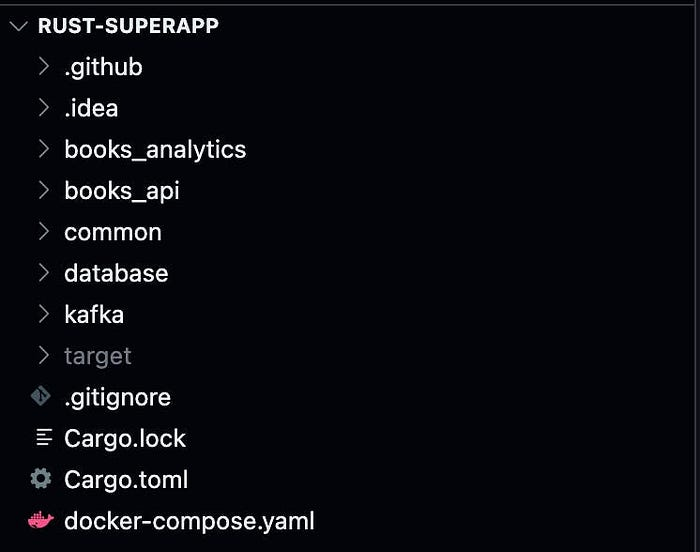 RUST-SUPERAPP
.github
.idea
books_analytics
books_api
common
database
kafka
target
.gitignore
Cargo.lock
Cargo.toml
docker-compose.yaml